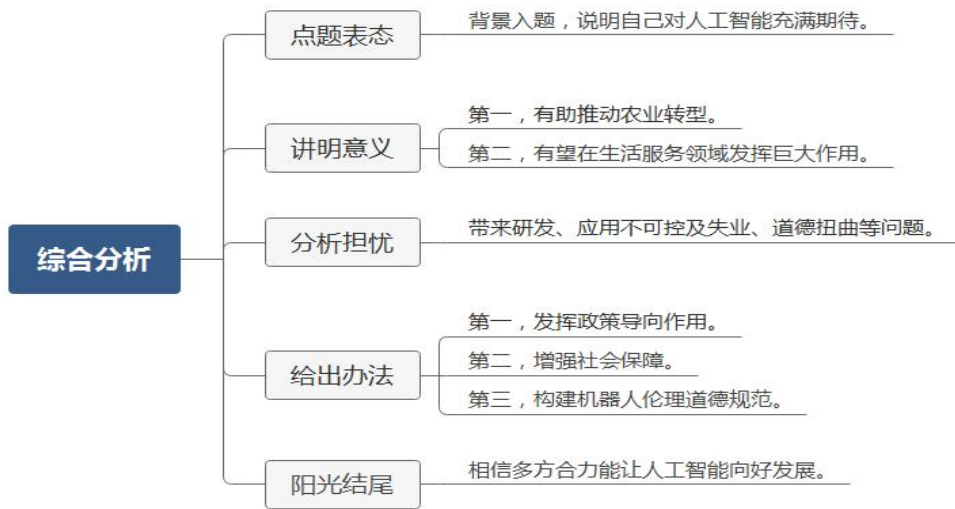 综合分析
点题表态
背景入题，说明自己对人工智能充满期待。
讲明意义
第一，有助推动农业转型。
第二，有望在生活服务领域发挥巨大作用。
分析担忧
带来研发、应用不可控及失业、道德扭曲等问题。
给出办法
第一，发挥政策导向作用。
第二，增强社会保障。
第三，构建机器人伦理道德规范。
阳光结尾
相信多方合力能让人工智能向好发展。